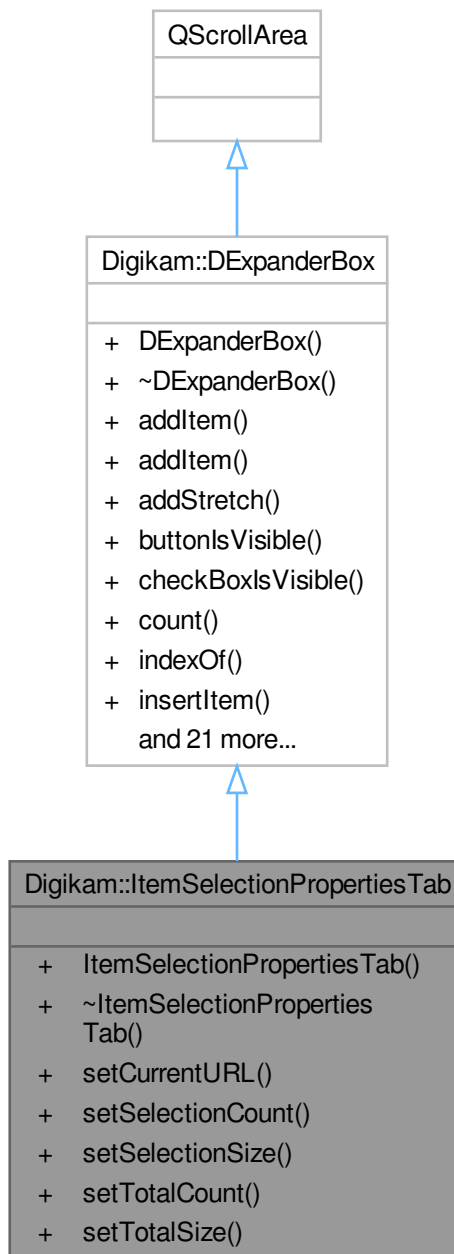 QScrollArea
Digikam::DExpanderBox
+ DExpanderBox()
+ ~DExpanderBox()
+ addItem()
+ addItem()
+ addStretch()
+ buttonIsVisible()
+ checkBoxIsVisible()
+ count()
+ indexOf()
+ insertItem()
and 21 more...
Digikam::ItemSelectionPropertiesTab
+ ItemSelectionPropertiesTab()
+ ~ItemSelectionProperties
Tab()
+ setCurrentURL()
+ setSelectionCount()
+ setSelectionSize()
+ setTotalCount()
+ setTotalSize()